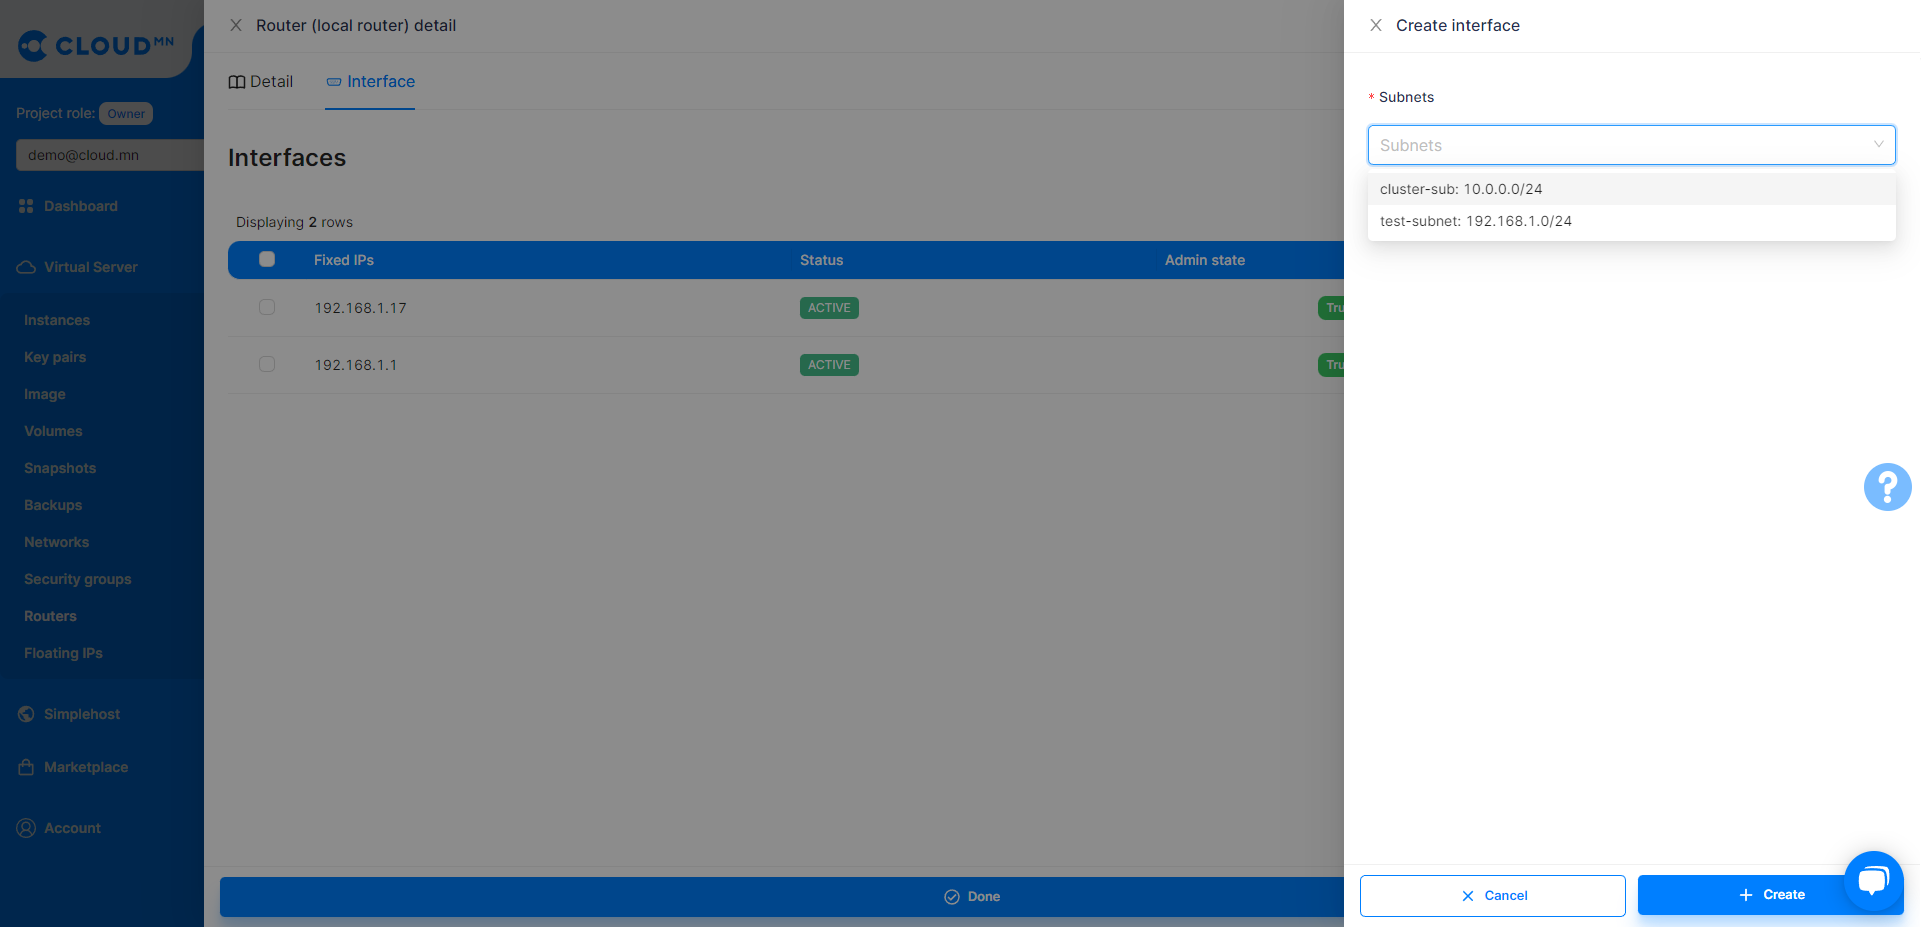 CLOUD MN
Project role: Owner
demo@cloud.mn
Dashboard
Virtual Server
Instances
Key pairs
Image
Volumes
Snapshots
Backups
Networks
Security groups
Routers
Floating IPs
Simplehost
Marketplace
Account
Router (local router) detail
Detail
Interface
Interfaces
Displaying 2 rows
Fixed IPs Status Admin state
192.168.1.17 ACTIVE Tru
192.168.1.1 ACTIVE Tru
Done
Create interface
* Subnets
Subnets
cluster-sub: 10.0.0.0/24
test-subnet: 192.168.1.0/24
?
Cancel
Create